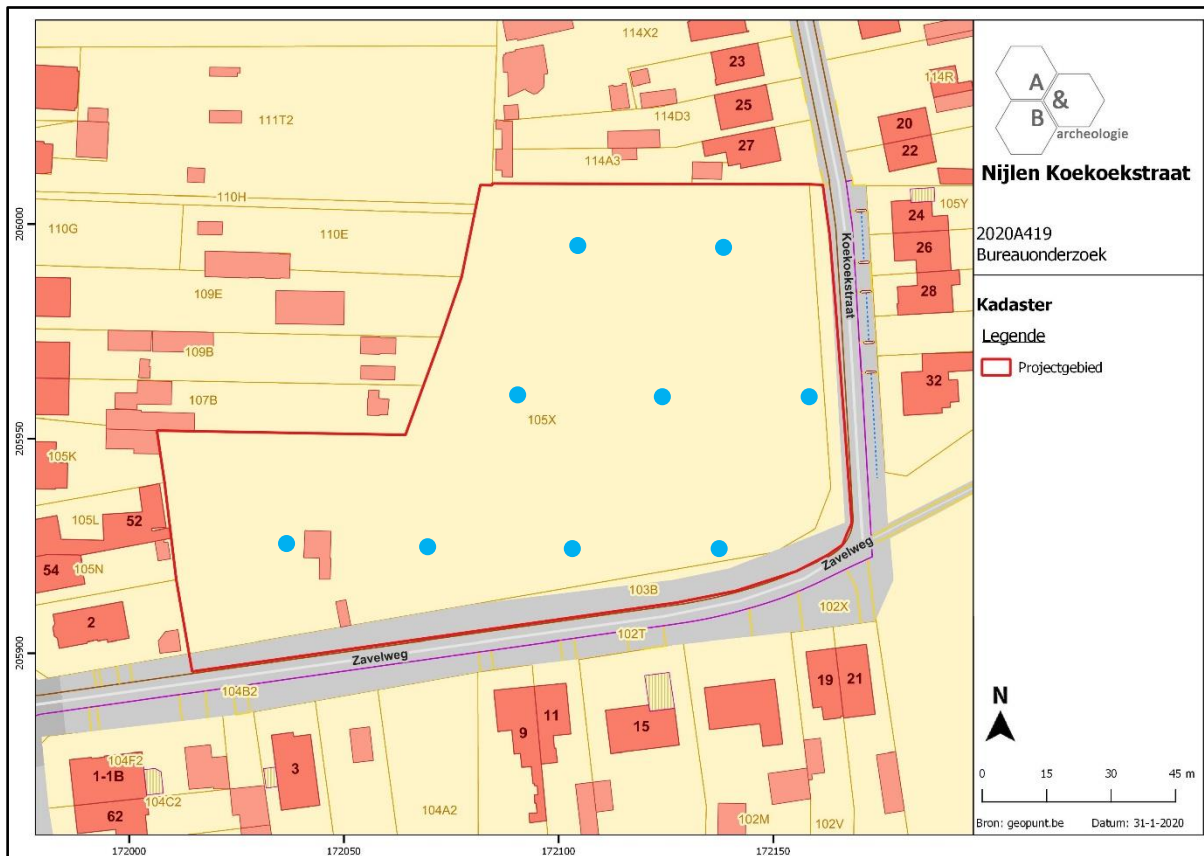 114X2
23
114R
25
111T2
114D3
20
27
22
114A3
110H
105Y
24
110G
110E
26
Koekoekstraat
28
109E
109B
32
107B
105X
105K
105L
52
54
105N
Zavelweg
103B
2
102X
102T
Zavelweg
104B2
19
21
11
9
15
3
104F2
1-1B
104C2
62
104A2
102M
102V
206000
205950
205900
172000
172050
172100
172150
A
&
B
archeologie
Nijlen Koekoekstraat
2020A419
Bureauonderzoek
Kadaster
Legende
Projectgebied
N
0 15 30 45 m
Bron: geopunt.be Datum: 31-1-2020